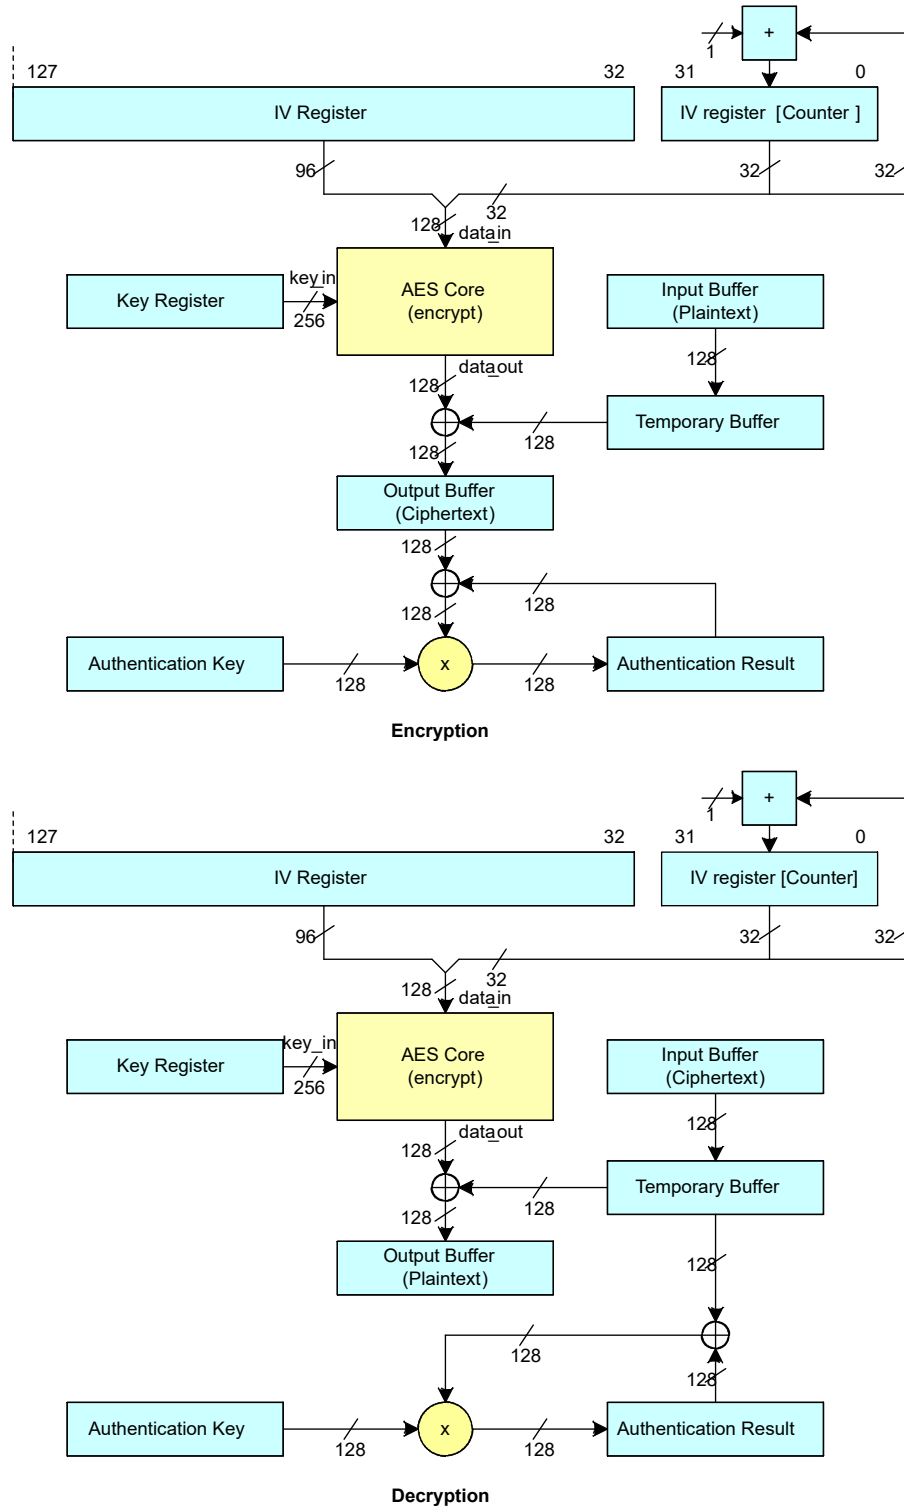 1
+
127
32
31
0
IV Register
IV register [Counter ]
96
32
32
32
128
data_in
key_in
Key Register
256
AES Core
(encrypt)
Input Buffer
(Plaintext)
128
data_out
128
Temporary Buffer
128
128
Output Buffer
(Ciphertext)
128
128
128
Authentication Key
128
x
128
Authentication Result
Encryption
1
+
127
32
31
0
IV Register
IV register [Counter]
96
32
32
32
128
data_in
key_in
Key Register
256
AES Core
(encrypt)
Input Buffer
(Ciphertext)
128
data_out
128
Temporary Buffer
128
128
Output Buffer
(Plaintext)
128
128
128
Authentication Key
128
x
128
Authentication Result
Decryption